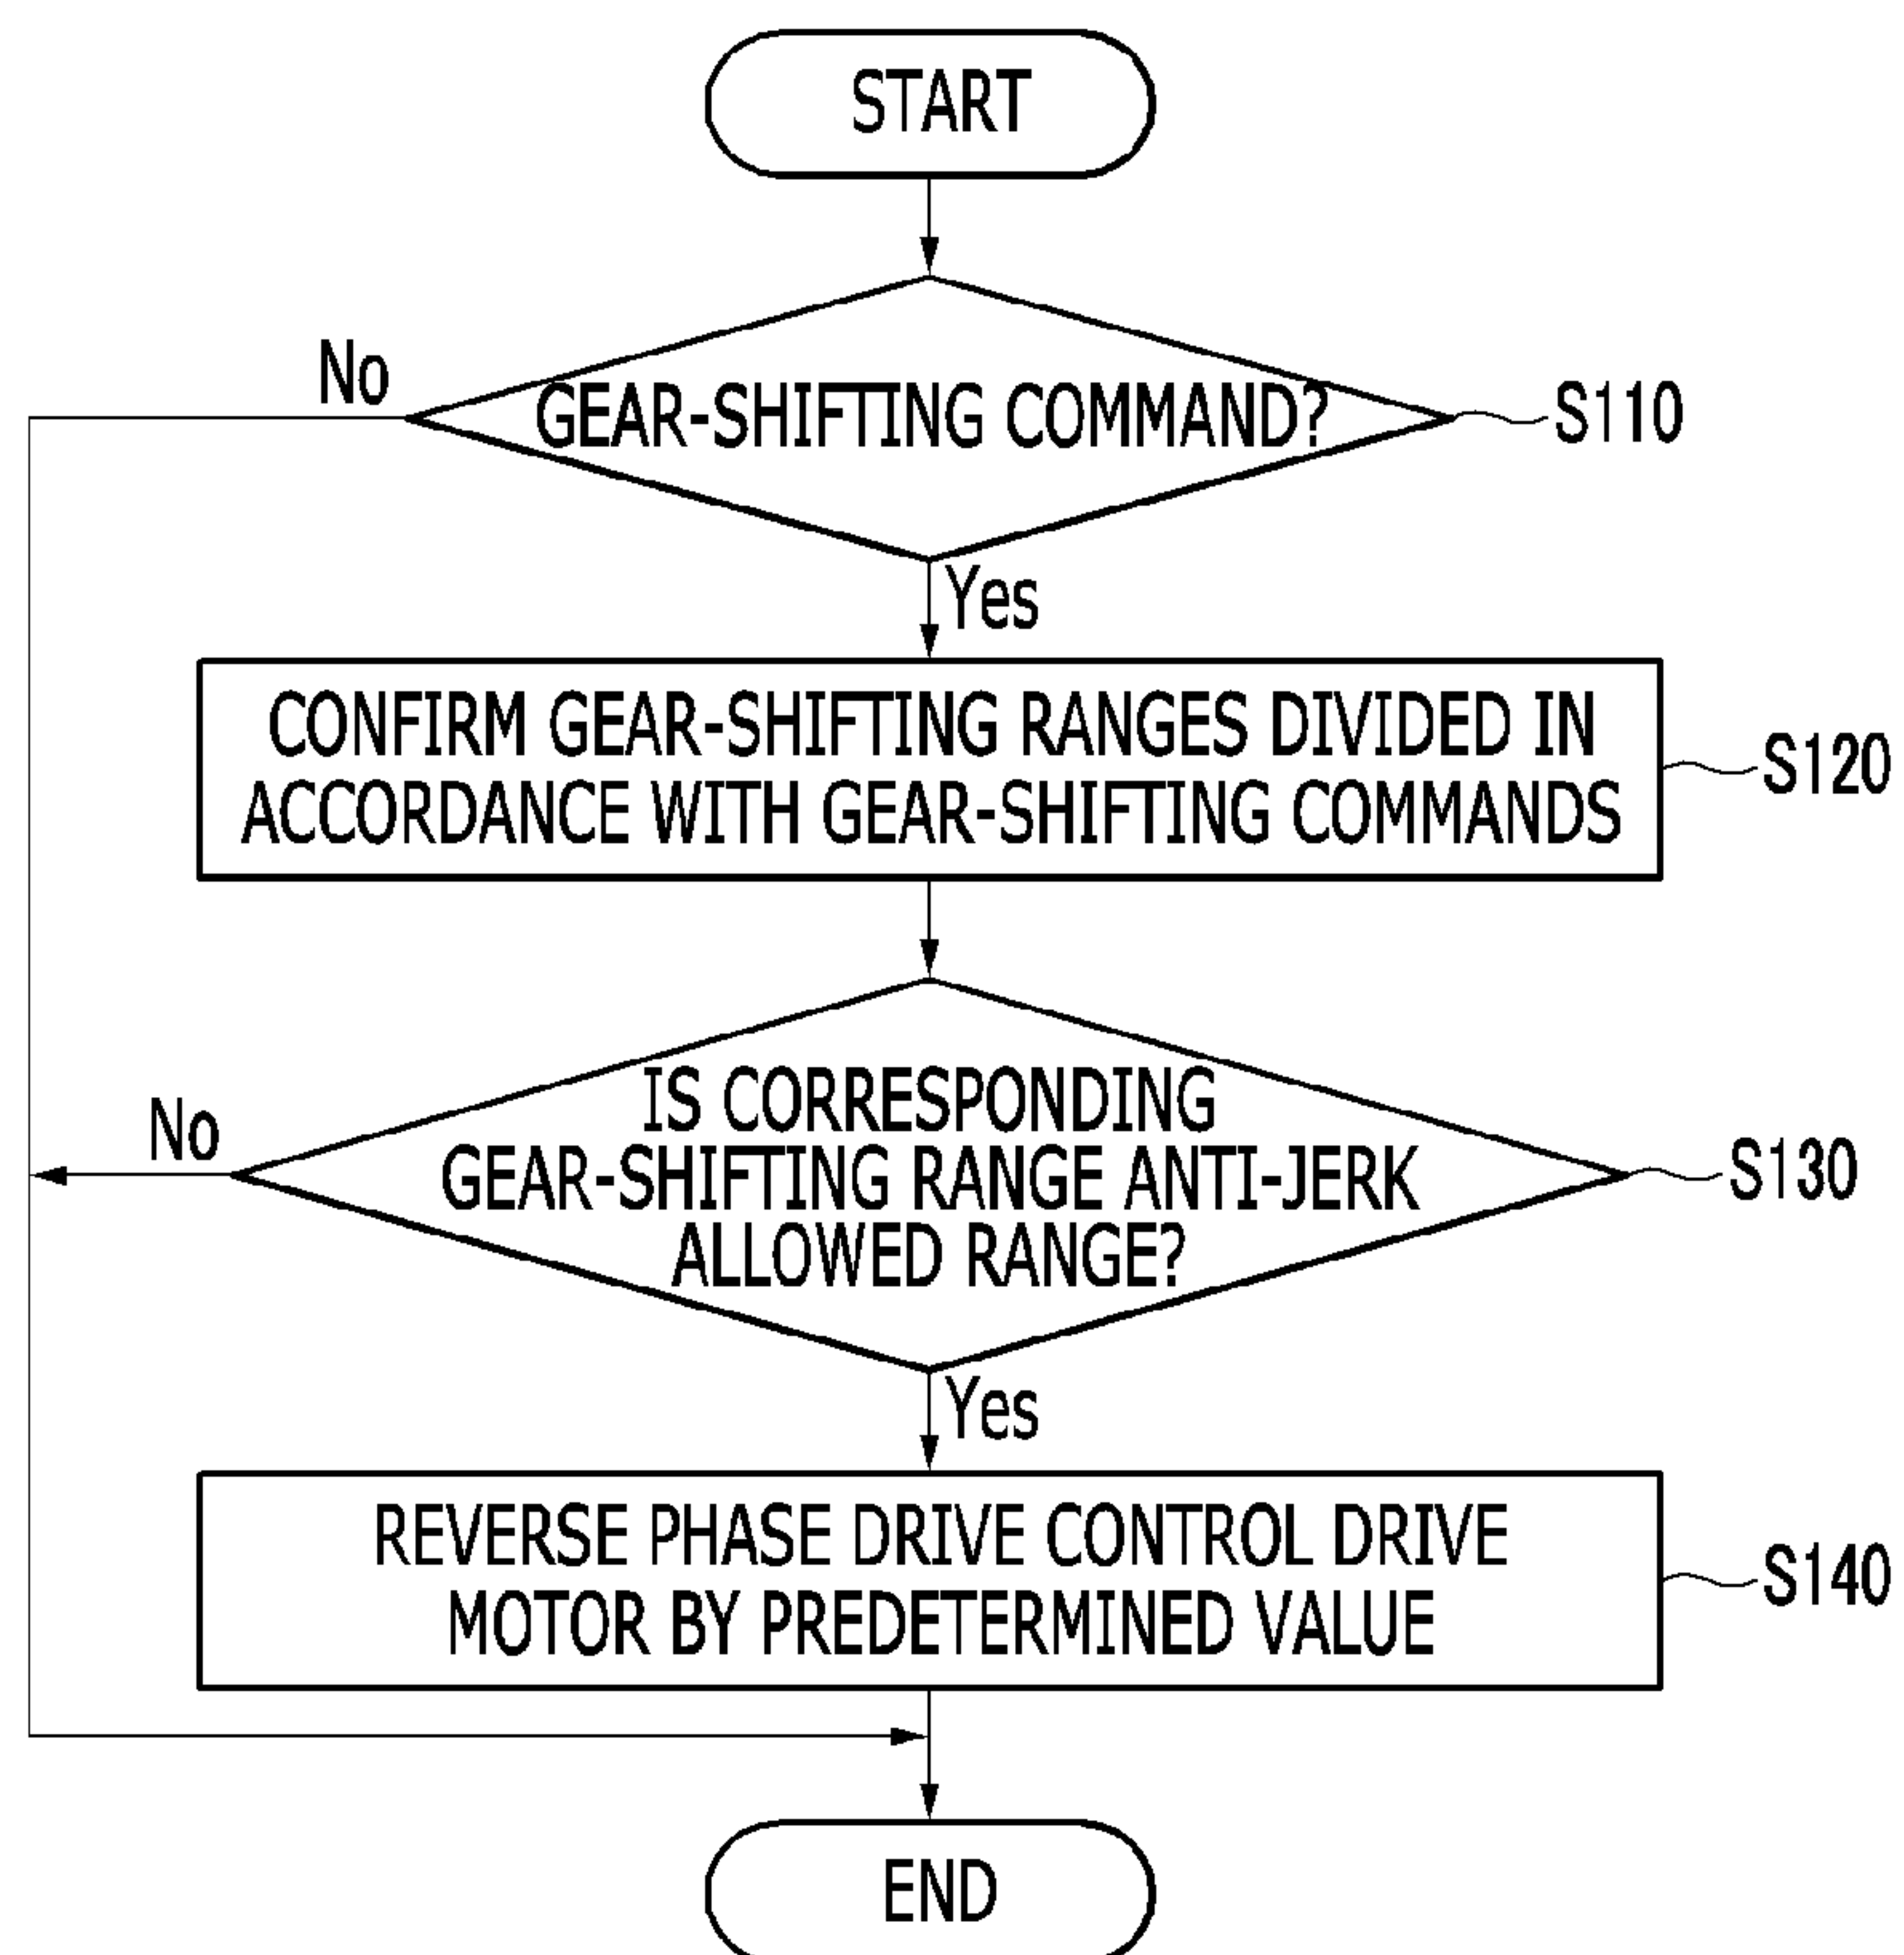 START
No
GEAR-SHIFTING COMMAND?
S110
Yes
CONFIRM GEAR-SHIFTING RANGES DIVIDED IN
ACCORDANCE WITH GEAR-SHIFTING COMMANDS
S120
No
IS CORRESPONDING
GEAR-SHIFTING RANGE ANTI-JERK
ALLOWED RANGE?
S130
Yes
REVERSE PHASE DRIVE CONTROL DRIVE
MOTOR BY PREDETERMINED VALUE
S140
END